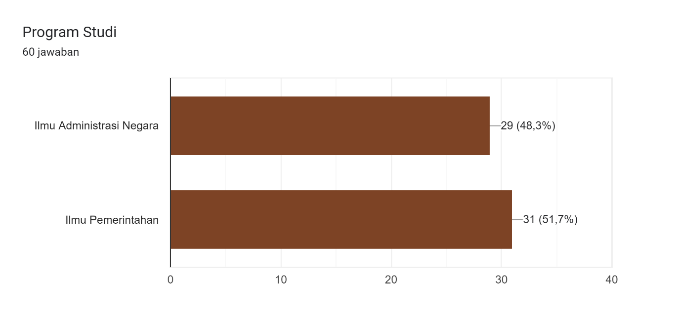 Program Studi
60 jawaban
Ilmu Administrasi Negara
29 (48,3%)
Ilmu Pemerintahan
31 (51,7%)
0 10 20 30 40